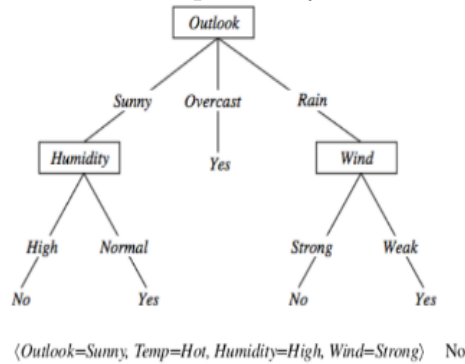 Outlook
Sunny Overcast Rain
Humidity Yes Wind
High Normal Strong Weak
No Yes No Yes
⟨Outlook=Sunny, Temp=Hot, Humidity=High, Wind=Strong⟩ No